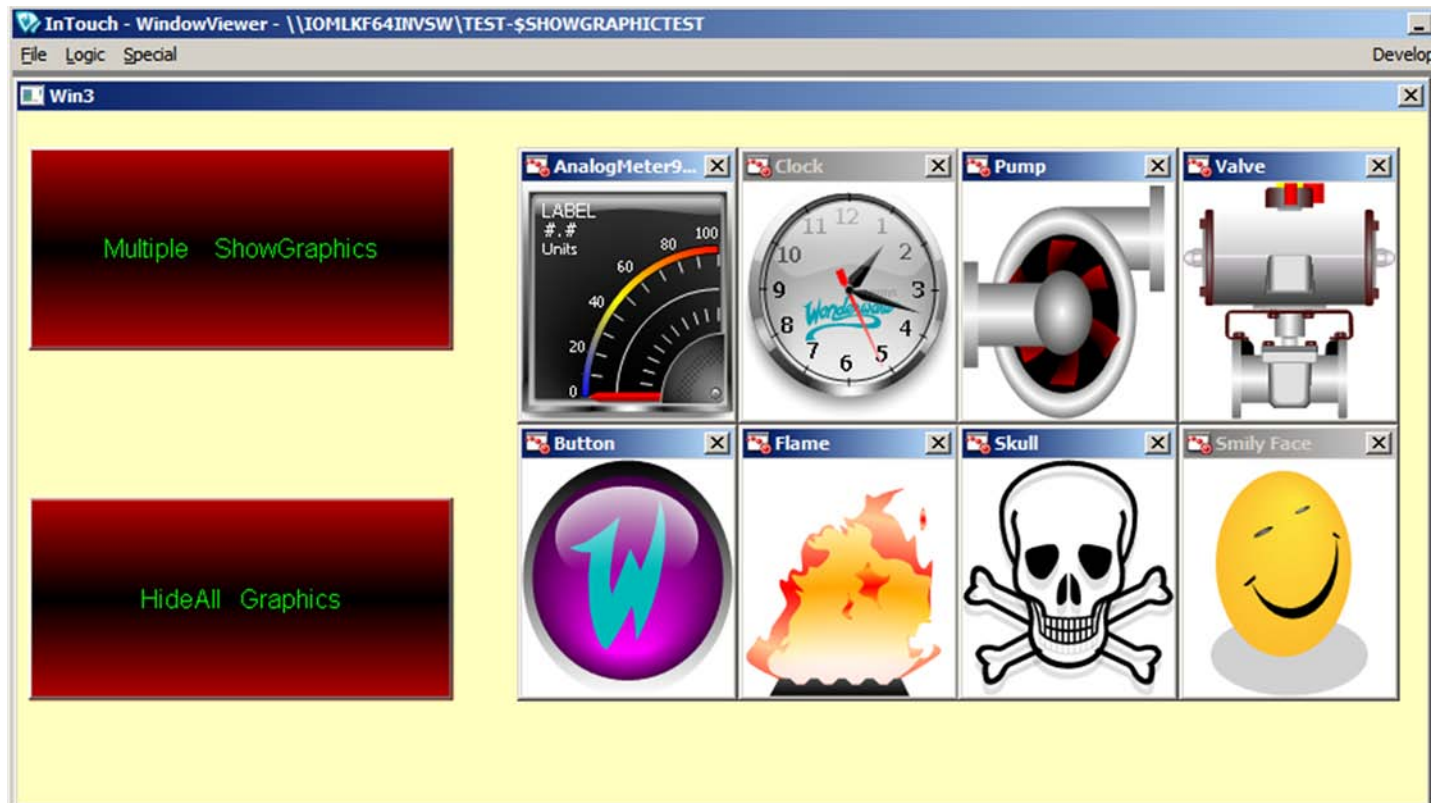 InTouch - WindowViewer - \\IOMLKF64INVSW\TEST-$SHOWGRAPHICTEST
File Logic Special
Develop
Win3
Multiple ShowGraphics
HideAll Graphics
AnalogMeter9...
Clock
Pump
Valve
LABEL
#.#
Units
0
20
40
60
80
100
12
1
2
3
4
5
6
7
8
9
10
11
Wonderware
Button
Flame
Skull
Smily Face
W